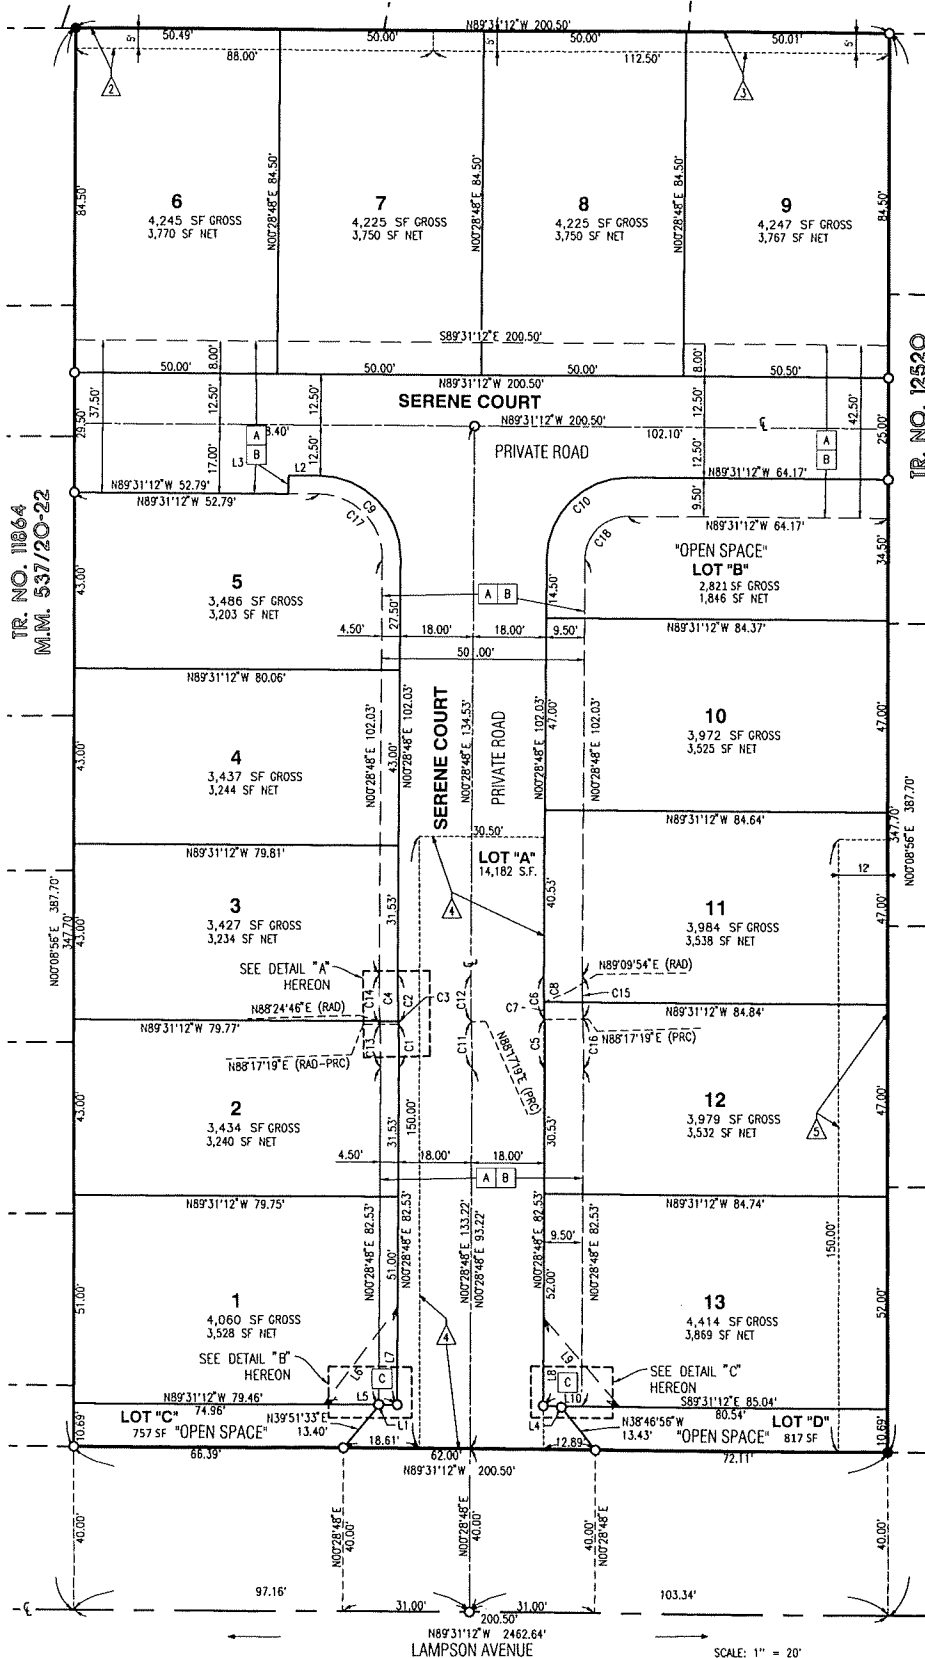 N89°31'12"W 200.50'
50.49'
50.00'
50.00'
50.01'
5'
5'
5'
88.00'
112.50'
2
3
84.50'
N00°28'48"E 84.50'
N00°28'48"E 84.50'
N00°28'48"E 84.50'
84.50'
6
4,245 SF GROSS
3,770 SF NET
7
4,225 SF GROSS
3,750 SF NET
8
4,225 SF GROSS
3,750 SF NET
9
4,247 SF GROSS
3,767 SF NET
S89°31'12"E 200.50'
50.00'
50.00'
50.00'
50.50'
8.00'
8.00'
N89°31'12"W 200.50'
SERENE COURT
37.50'
29.50'
12.50'
12.50'
12.50'
42.50'
25.00'
N89°31'12"W 200.50'
A
B
8.40'
102.10'
A
B
PRIVATE ROAD
17.00'
12.50'
12.50'
L3
L2
N89°31'12"W 52.79'
N89°31'12"W 52.79'
N89°31'12"W 64.17'
9.50'
N89°31'12"W 64.17'
C9
C17
C10
C18
TR. NO. 11864
M.M. 537/20-22
TR. NO. 12520
"OPEN SPACE"
LOT "B"
2,821 SF GROSS
1,846 SF NET
34.50'
5
3,486 SF GROSS
3,203 SF NET
43.00'
27.50'
14.50'
A B
4.50'
18.00'
18.00'
9.50'
N89°31'12"W 84.37'
50.00'
N89°31'12"W 80.06'
N00°28'48"E 102.03'
43.00'
N00°28'48"E 102.03'
SERENE COURT
N00°28'48"E 134.53'
PRIVATE ROAD
N00°28'48"E 102.03'
47.00'
N00°28'48"E 102.03'
4
3,437 SF GROSS
3,244 SF NET
43.00'
10
3,972 SF GROSS
3,525 SF NET
47.00'
N89°31'12"W 79.81'
30.50'
N89°31'12"W 84.64'
LOT "A"
14,182 S.F.
4
N00°08'56"E 387.70'
347.70'
347.70'
N00°08'56"E 387.70'
12'
3
3,427 SF GROSS
3,234 SF NET
43.00'
31.53'
40.53'
11
3,984 SF GROSS
3,538 SF NET
47.00'
SEE DETAIL "A"
HEREON
N88°24'46"E (RAD)
N89°09'54"E (RAD)
C14
C4
C2
C3
C12
C7
C6
C8
C15
N89°31'12"W 79.77'
N89°31'12"W 84.84'
N88°17'19"E (RAD-PRC)
N88°17'19"E (PRC)
N88°17'19"E (PRC)
C13
C1
C11
C5
C16
2
3,434 SF GROSS
3,240 SF NET
43.00'
31.53'
150.00'
30.53'
12
3,979 SF GROSS
3,532 SF NET
47.00'
5
4.50'
18.00'
18.00'
A B
N89°31'12"W 79.75'
N89°31'12"W 84.74'
N00°28'48"E 82.53'
51.00'
N00°28'48"E 82.53'
N00°28'48"E 133.22'
N00°28'48"E 93.22'
N00°28'48"E 82.53'
52.00'
9.50'
N00°28'48"E 82.53'
150.00'
1
4,060 SF GROSS
3,528 SF NET
51.00'
4
13
4,414 SF GROSS
3,869 SF NET
52.00'
SEE DETAIL "B"
HEREON
L6
L7
C
L8
L9
C
SEE DETAIL "C"
HEREON
N89°31'12"W 79.46'
L5
L10
S89°31'12"E 85.04'
74.96'
80.54'
LOT "C"
757 SF "OPEN SPACE"
N39°51'33"E
13.40'
L1
L4
N38°46'56"W
13.43'
LOT "D"
"OPEN SPACE" 817 SF
10.69'
10.69'
18.61'
12.89'
66.39'
62.00'
72.11'
N89°31'12"W 200.50'
40.00'
N00°28'48"E
40.00'
N00°28'48"E
40.00'
40.00'
N00°28'48"E
40.00'
97.16'
31.00'
31.00'
103.34'
200.50'
N89°31'12"W 2462.64'
LAMPSON AVENUE
SCALE: 1" = 20'